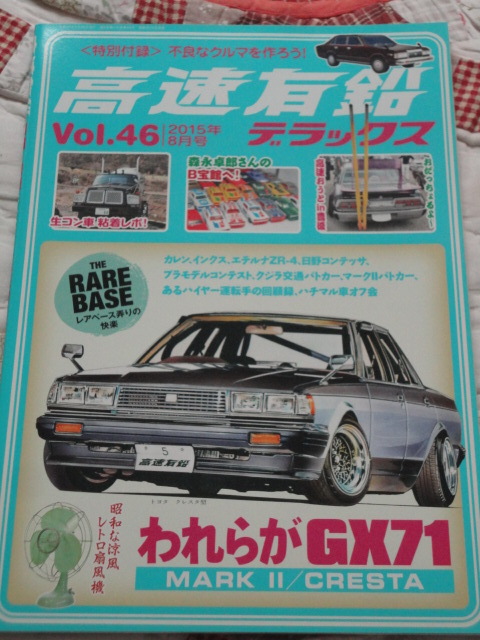 <特別付録> 不良なクルマを作ろう!
高速有鉛
デラックス
Vol.46
2015年
8月号
生コン車 粘着レポ!
森永卓郎さんの
B宝館へ!!
カレン、イングス、エテルナZR-4、日野コンテッサ、
プラモデルコンテスト、クジラ交通パトカー、マークIIパトカー、
あるハイヤー運転手の回顧録、ハチマル車オフ会
THE
RARE
BASE
レアベース弄りの
快楽
5
高速有鉛
昭和な涼風
レトロ扇風機
われらがGX71
MARK II/CRESTA